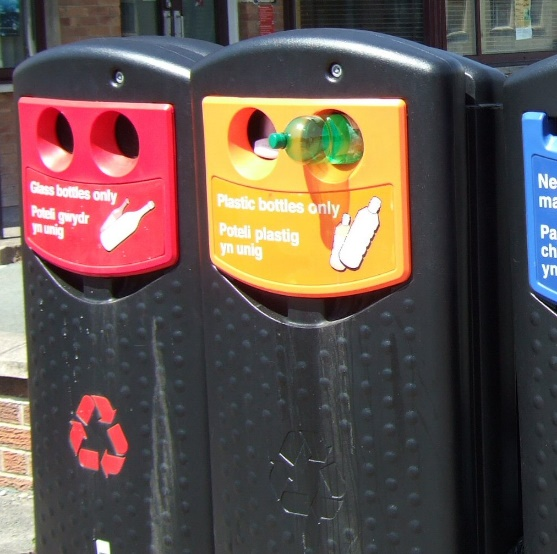 Glass bottles only
Poteli gwydr
yn unig
Plastic bottles only
Poteli plastig
yn unig